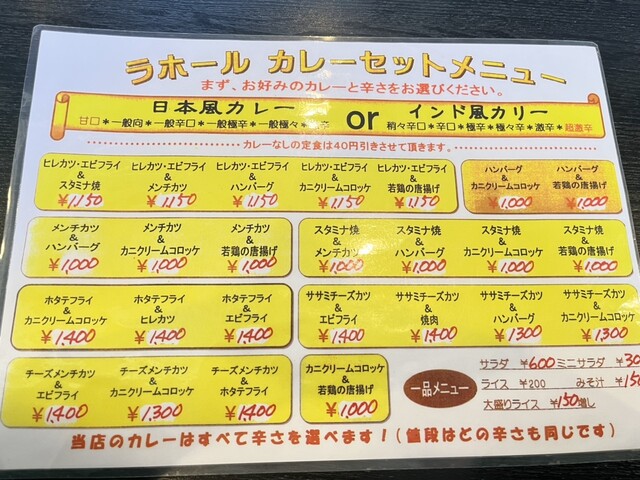 ラホール カレーセットメニュー
まず、お好みのカレーと辛さをお選びください。
日本風カレー or インド風カリー
甘口★一般向★一般辛口★一般極辛★一般極々
稍々辛口★辛口★極辛★極々辛★激辛★超激辛
カレーなしの定食は40円引きさせて頂きます。
ヒレカツ・エビフライ
&
スタミナ焼
¥1150
ヒレカツ・エビフライ
&
メンチカツ
¥1150
ヒレカツ・エビフライ
&
ハンバーグ
¥1150
ヒレカツ・エビフライ
&
カニクリームコロッケ
¥1150
ヒレカツ・エビフライ
&
若鶏の唐揚げ
¥1150
ハンバーグ
&
カニクリームコロッケ
¥1,000
ハンバーグ
&
若鶏の唐揚げ
¥1,000
メンチカツ
&
ハンバーグ
¥1,000
メンチカツ
&
カニクリームコロッケ
¥1,000
メンチカツ
&
若鶏の唐揚げ
¥1,000
スタミナ焼
&
メンチカツ
¥1,000
スタミナ焼
&
ハンバーグ
¥1,000
スタミナ焼
&
カニクリームコロッケ
¥1,000
スタミナ焼
&
若鶏の唐揚げ
¥1,000
ホタテフライ
&
カニクリームコロッケ
¥1,400
ホタテフライ
&
ヒレカツ
¥1,400
ホタテフライ
&
エビフライ
¥1,400
ササミチーズカツ
&
エビフライ
¥1,400
ササミチーズカツ
&
焼肉
¥1400
ササミチーズカツ
&
ハンバーグ
¥1300
ササミチーズカツ
&
カニクリームコロッケ
¥1,300
チーズメンチカツ
&
エビフライ
¥1,400
チーズメンチカツ
&
カニクリームコロッケ
¥1,300
チーズメンチカツ
&
ホタテフライ
¥1,400
カニクリームコロッケ
&
若鶏の唐揚げ
¥1,000
一品メニュー
サラダ ¥600 ミニサラダ ¥30
ライス ¥200 みそ汁 ¥150
大盛りライス ¥150増し
当店のカレーはすべて辛さを選べます！(値段はどの辛さも同じです)